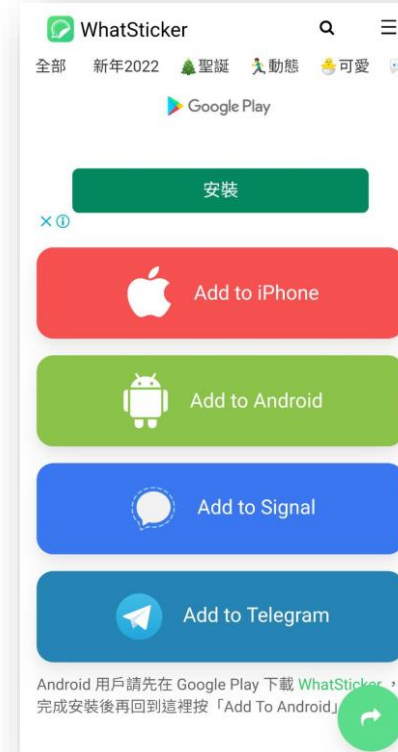 WhatSticker
全部 新年2022 聖誕 動態 可愛
Google Play
安裝
Add to iPhone
Add to Android
Add to Signal
Add to Telegram
Android 用戶請先在 Google Play 下載 WhatSticker ，
完成安裝後再回到這裡按「Add To Android」